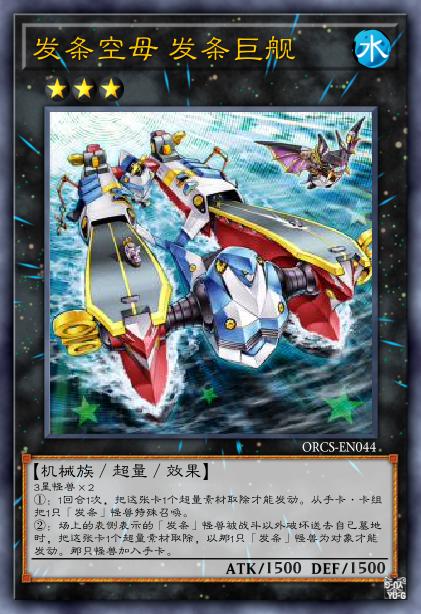 发条空母 发条巨舰
水
ORCS-EN044
【机械族／超量／效果】
3星怪兽×2
①：1回合1次，把这张卡1个超量素材取除才能发动。从手卡·卡组
把1只「发条」怪兽特殊召唤。
②：场上的表侧表示的「发条」怪兽被战斗以外破坏送去自己墓地
时，把这张卡1个超量素材取除，以那1只「发条」怪兽为对象才能
发动。那只怪兽加入手卡。
ATK/1500 DEF/1500